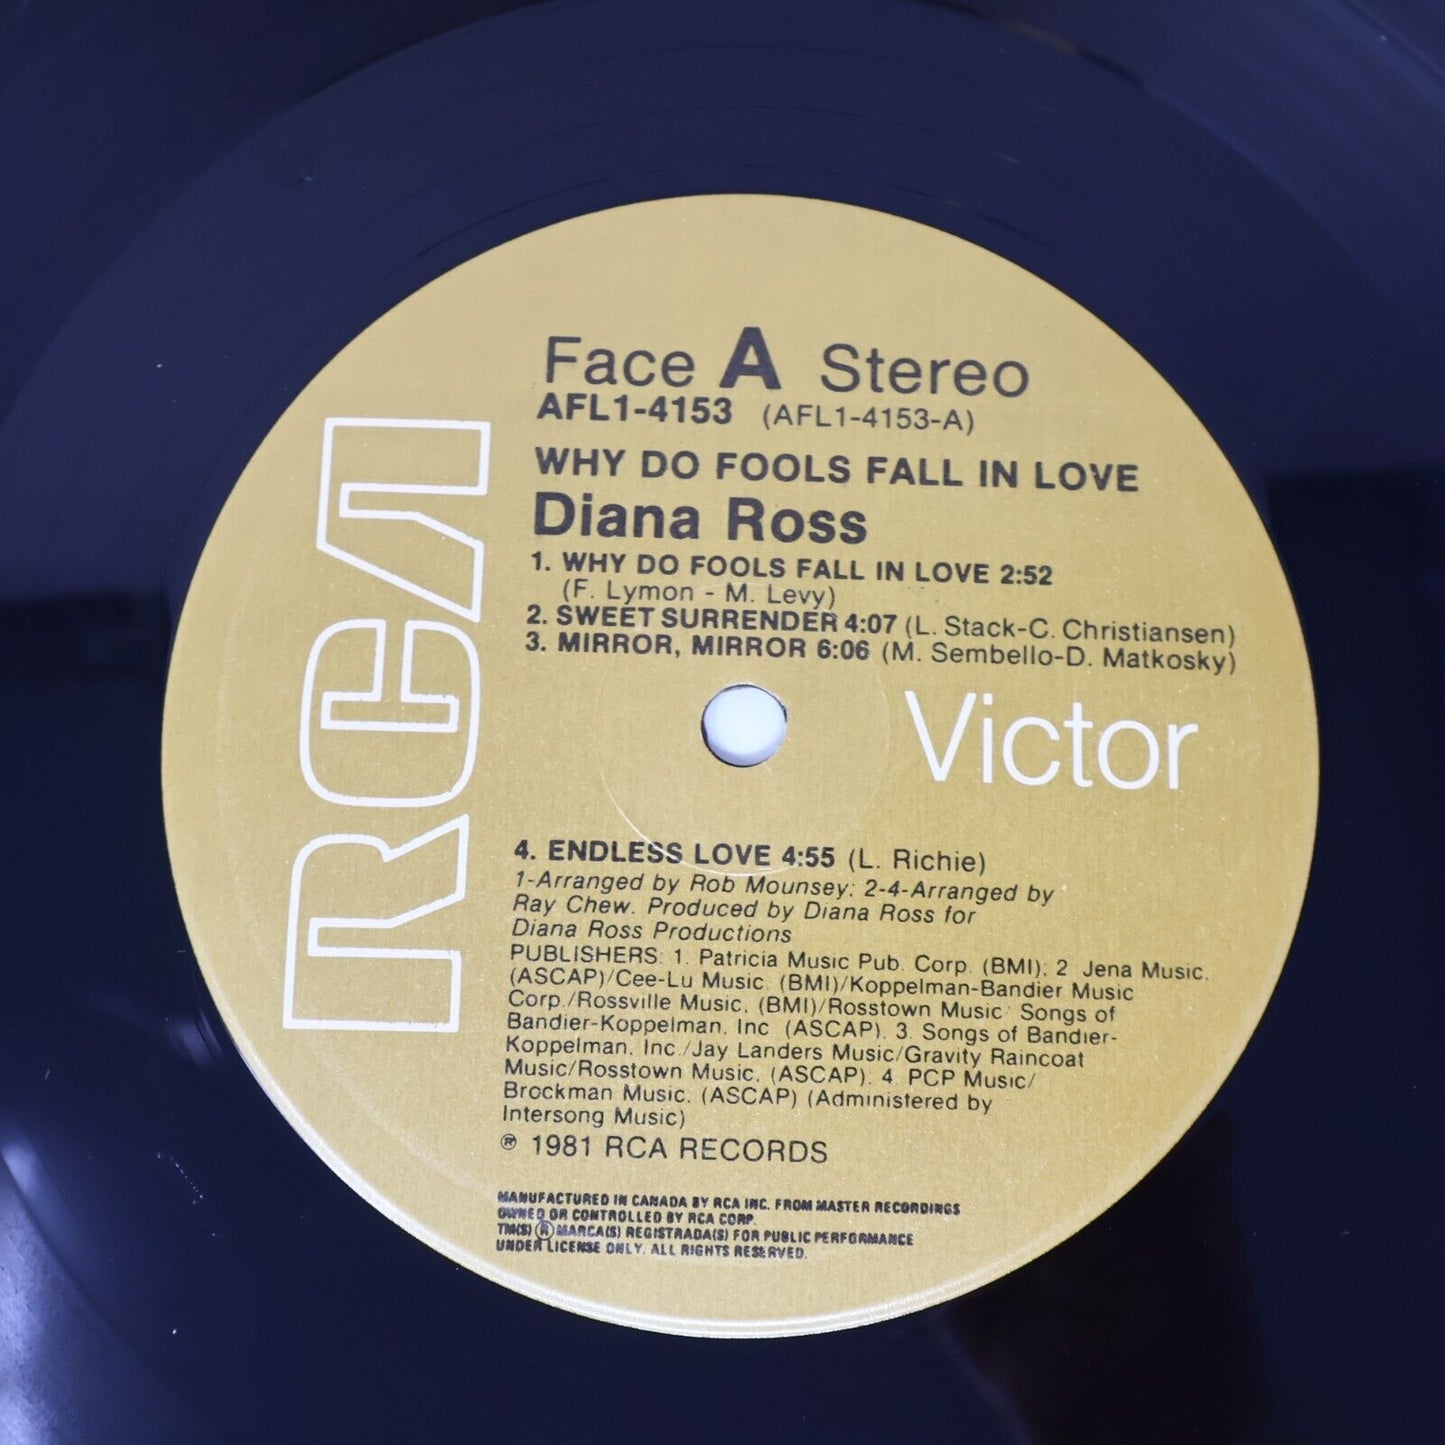 Face A Stereo
AFL1-4153 (AFL1-4153-A)
WHY DO FOOLS FALL IN LOVE
Diana Ross
1. WHY DO FOOLS FALL IN LOVE 2:52
(F. Lymon - M. Levy)
2. SWEET SURRENDER 4:07 (L. Stack-C. Christiansen)
3. MIRROR, MIRROR 6:06 (M. Sembello-D. Matkosky)
RCA
Victor
4. ENDLESS LOVE 4:55 (L. Richie)
1-Arranged by Rob Mounsey: 2-4-Arranged by
Ray Chew. Produced by Diana Ross for
Diana Ross Productions
PUBLISHERS: 1. Patricia Music Pub. Corp. (BMI); 2 Jena Music.
(ASCAP)/Cee-Lu Music. (BMI)/Koppelman-Bandier Music
Corp./Rossville Music, (BMI)/Rosstown Music Songs of
Bandier-Koppelman, Inc (ASCAP). 3. Songs of Bandier-
Koppelman, Inc./Jay Landers Music/Gravity Raincoat
Music/Rosstown Music, (ASCAP). 4. PCP Music/
Brockman Music. (ASCAP) (Administered by
Intersong Music)
℗ 1981 RCA RECORDS
MANUFACTURED IN CANADA BY RCA INC. FROM MASTER RECORDINGS
OWNED OR CONTROLLED BY RCA CORP.
TM(S) ® MARCA(S) REGISTRADA(S) FOR PUBLIC PERFORMANCE
UNDER LICENSE ONLY. ALL RIGHTS RESERVED.